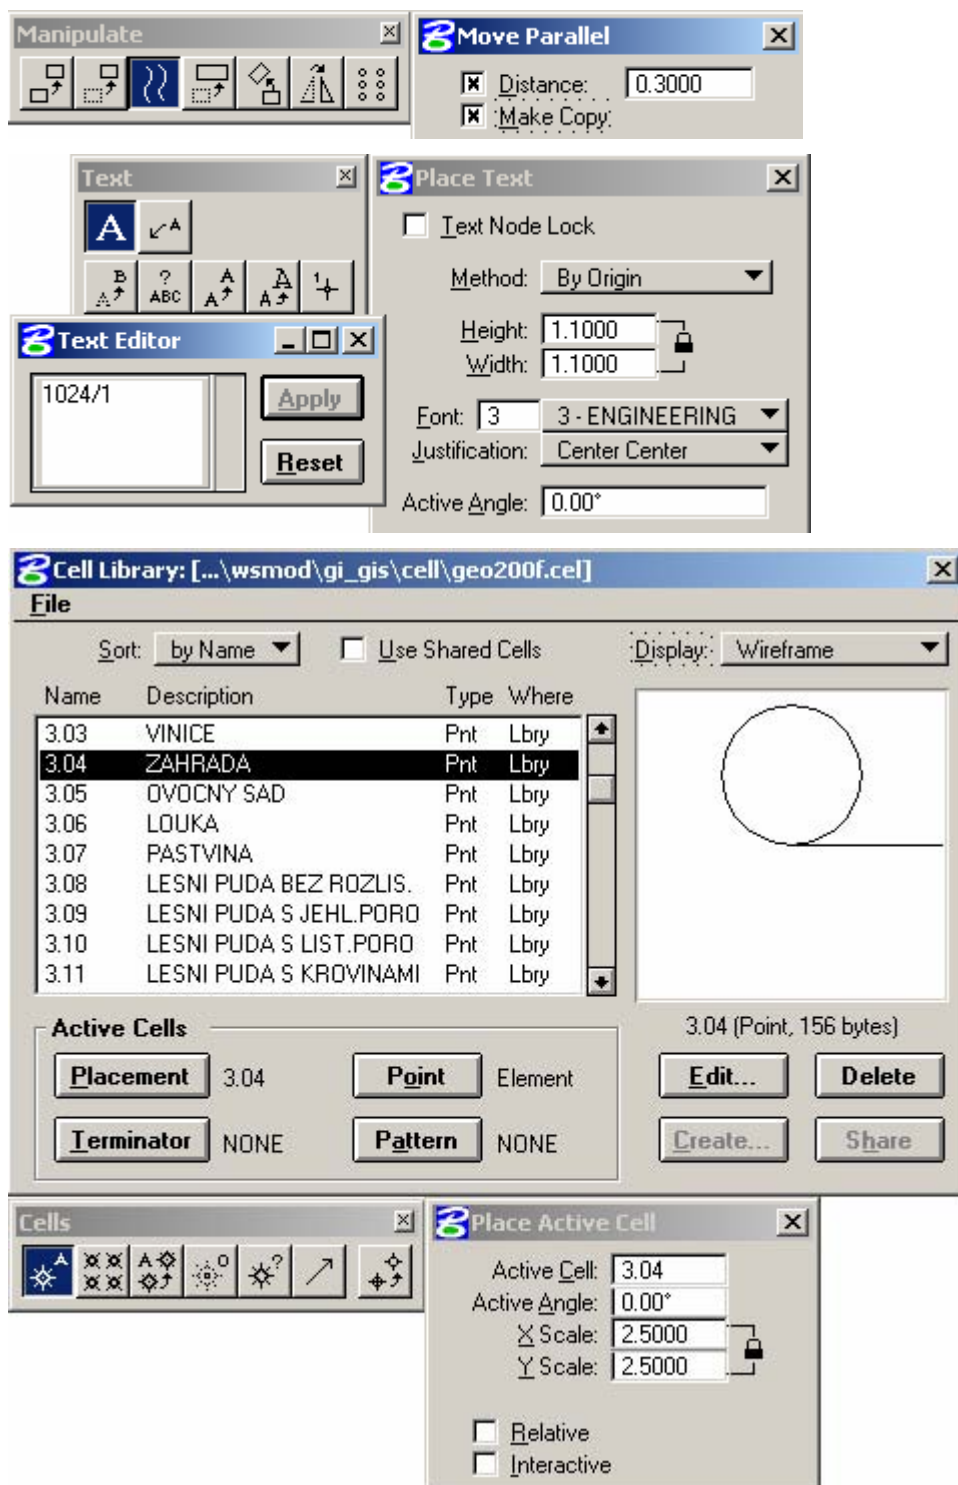 Manipulate
Move Parallel
Distance: 0.3000
Make Copy
Text
Place Text
A A
B ? A A 1
A ABC A A
Text Node Lock
Method: By Origin
Height: 1.1000
Width: 1.1000
Font: 3 3 - ENGINEERING
Justification: Center Center
Active Angle: 0.00°
Text Editor
1024/1
Apply
Reset
Cell Library: [...\wsmod\gi_gis\cell\geo200f.cel]
File
Sort: by Name Use Shared Cells Display: Wireframe
Name Description Type Where
3.03 VINICE Pnt Lbry
3.04 ZAHRADA Pnt Lbry
3.05 OVOCNY SAD Pnt Lbry
3.06 LOUKA Pnt Lbry
3.07 PASTVINA Pnt Lbry
3.08 LESNI PUDA BEZ ROZLIS. Pnt Lbry
3.09 LESNI PUDA S JEHL.PORO Pnt Lbry
3.10 LESNI PUDA S LIST.PORO Pnt Lbry
3.11 LESNI PUDA S KROVINAMI Pnt Lbry
3.04 (Point, 156 bytes)
Active Cells
Placement 3.04 Point Element
Terminator NONE Pattern NONE
Edit... Delete
Create... Share
Cells
A A O ?
Place Active Cell
Active Cell: 3.04
Active Angle: 0.00°
X Scale: 2.5000
Y Scale: 2.5000
Relative
Interactive